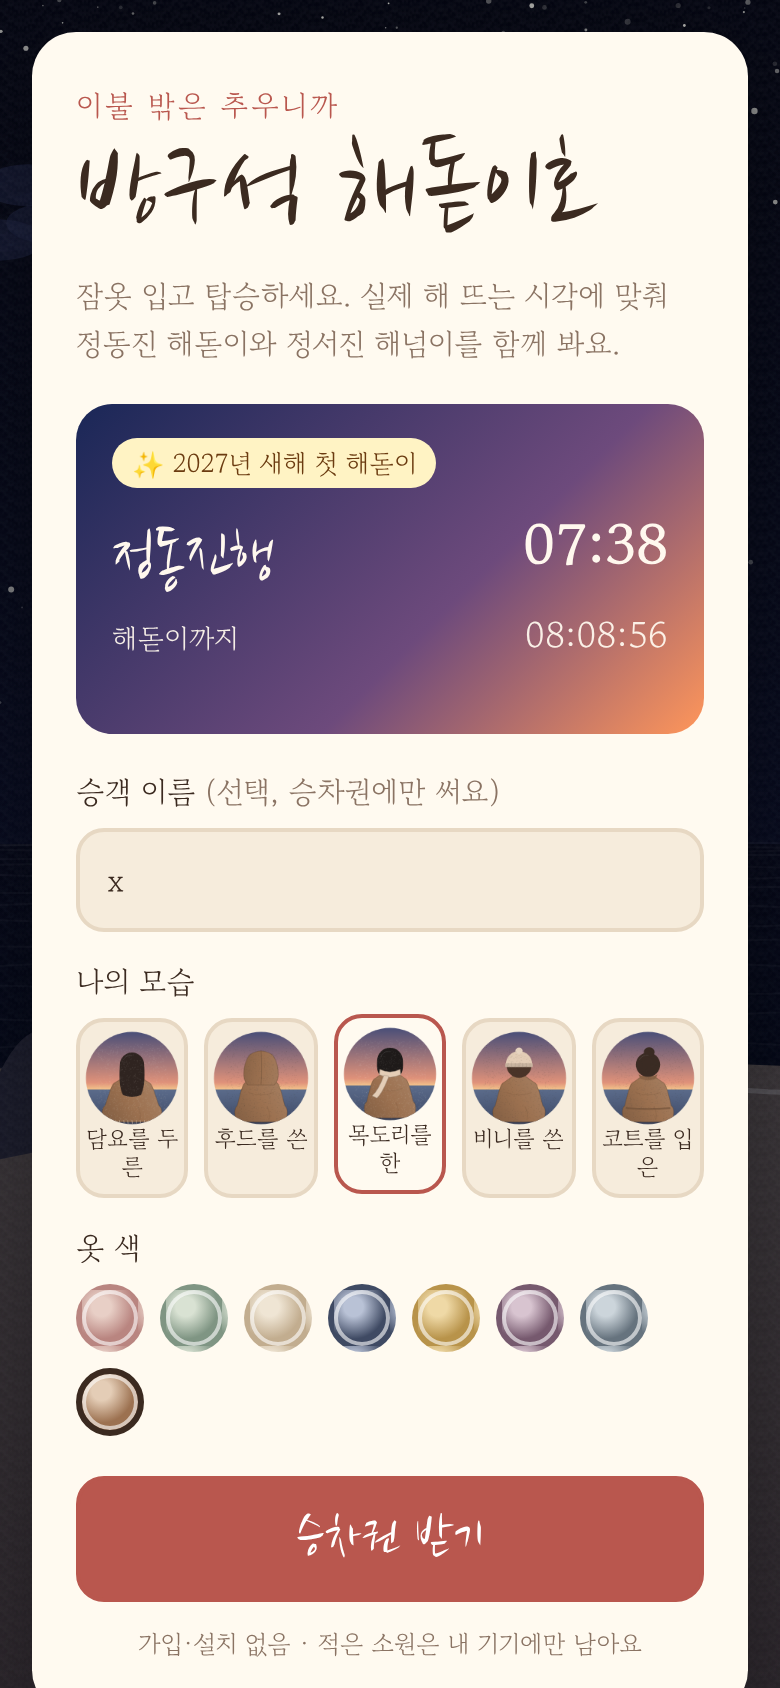 이불 밖은 추우니까
방구석 해돋이호
잠옷 입고 탑승하세요. 실제 해 뜨는 시각에 맞춰
정동진 해돋이와 정서진 해넘이를 함께 봐요.
✨ 2027년 새해 첫 해돋이
정동진행 07:38
해돋이까지 08:08:56
승객 이름 (선택, 승차권에만 써요)
x
나의 모습
담요를 두
른
후드를 쓴
목도리를
한
비니를 쓴
코트를 입
은
옷 색
승차권 받기
가입·설치 없음 · 적은 소원은 내 기기에만 남아요